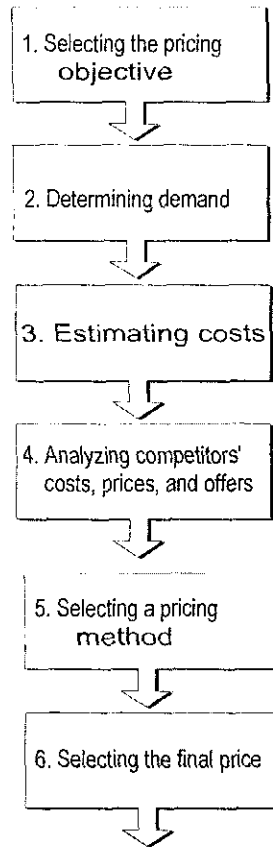 1. Selecting the pricing
objective
2. Determining demand
3. Estimating costs
4. Analyzing competitors'
costs, prices, and offers
5. Selecting a pricing
method
6. Selecting the final price